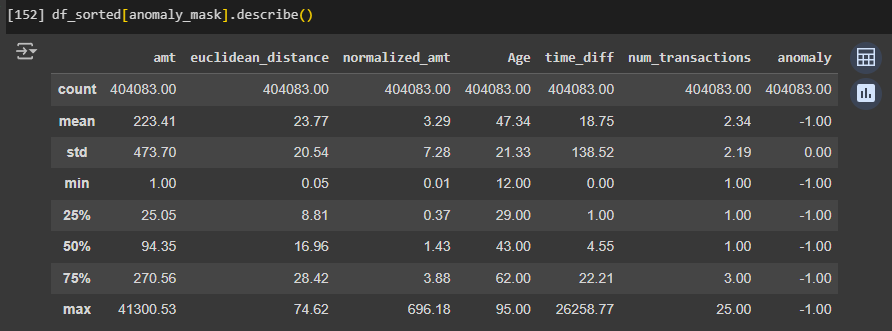 [152] df_sorted[anomaly_mask].describe()
amt euclidean_distance normalized_amt Age time_diff num_transactions anomaly
count 404083.00 404083.00 404083.00 404083.00 404083.00 404083.00 404083.00
mean 223.41 23.77 3.29 47.34 18.75 2.34 -1.00
std 473.70 20.54 7.28 21.33 138.52 2.19 0.00
min 1.00 0.05 0.01 12.00 0.00 1.00 -1.00
25% 25.05 8.81 0.37 29.00 1.00 1.00 -1.00
50% 94.35 16.96 1.43 43.00 4.55 1.00 -1.00
75% 270.56 28.42 3.88 62.00 22.21 3.00 -1.00
max 41300.53 74.62 696.18 95.00 26258.77 25.00 -1.00